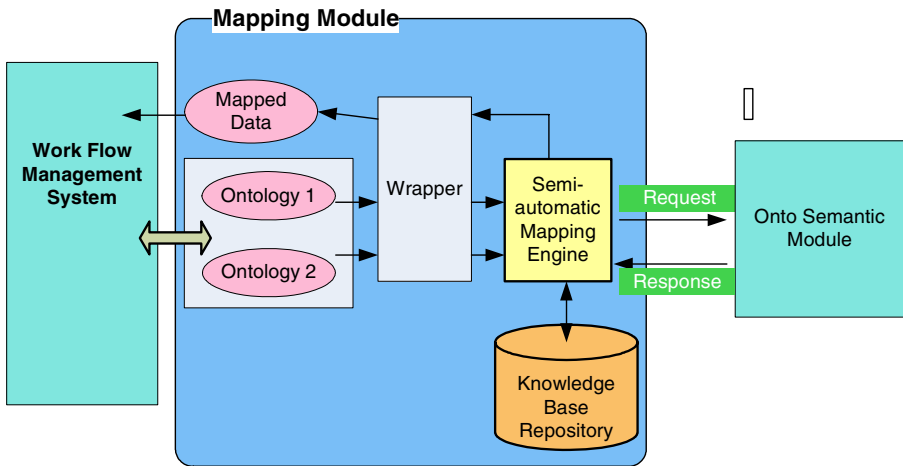 Mapping Module
Mapped
Data
Work Flow
Management
System
Ontology 1
Ontology 2
Wrapper
Semi-
automatic
Mapping
Engine
Request
Response
Onto Semantic
Module
Knowledge
Base
Repository